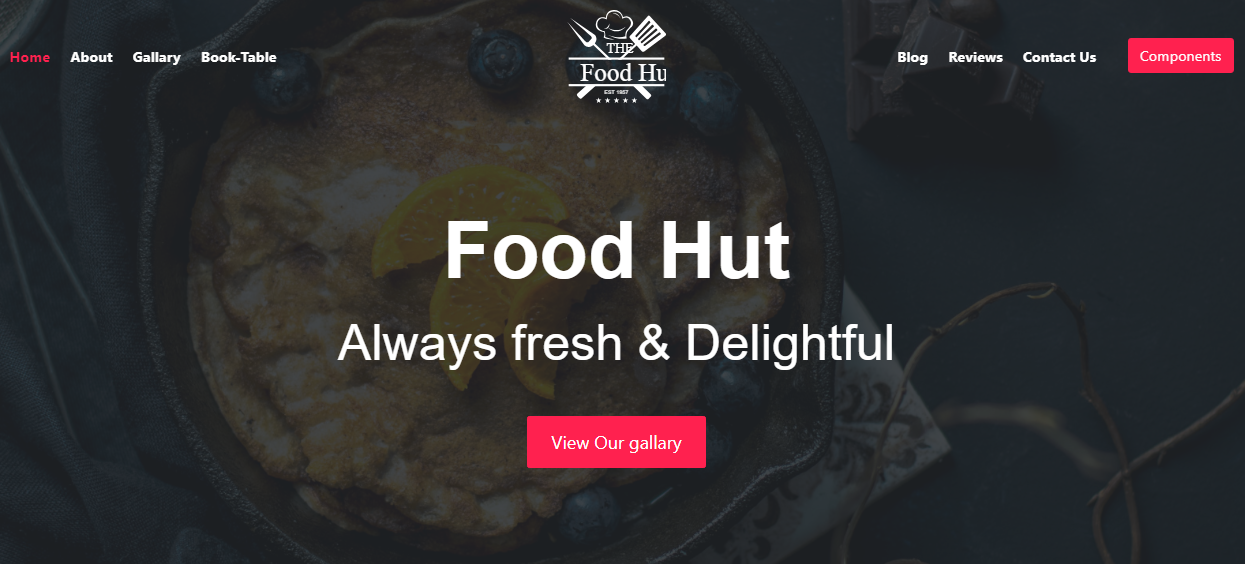 Home About Gallary Book-Table
THE
Food Hu
EST 1957
Blog Reviews Contact Us Components
Food Hut
Always fresh & Delightful
View Our gallary